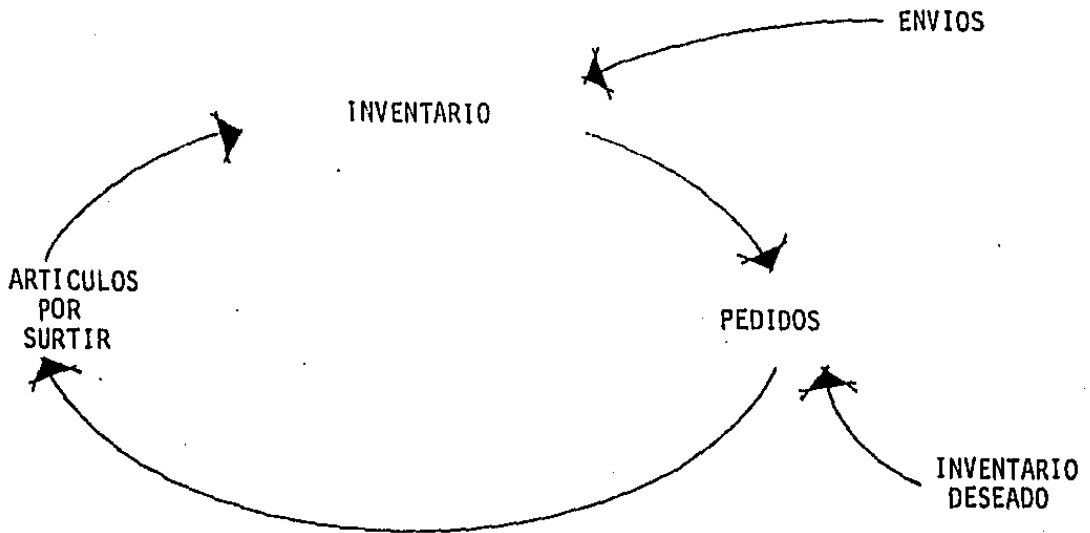 ENVIOS
INVENTARIO
ARTICULOS
POR
SURTIR
PEDIDOS
INVENTARIO
DESEADO